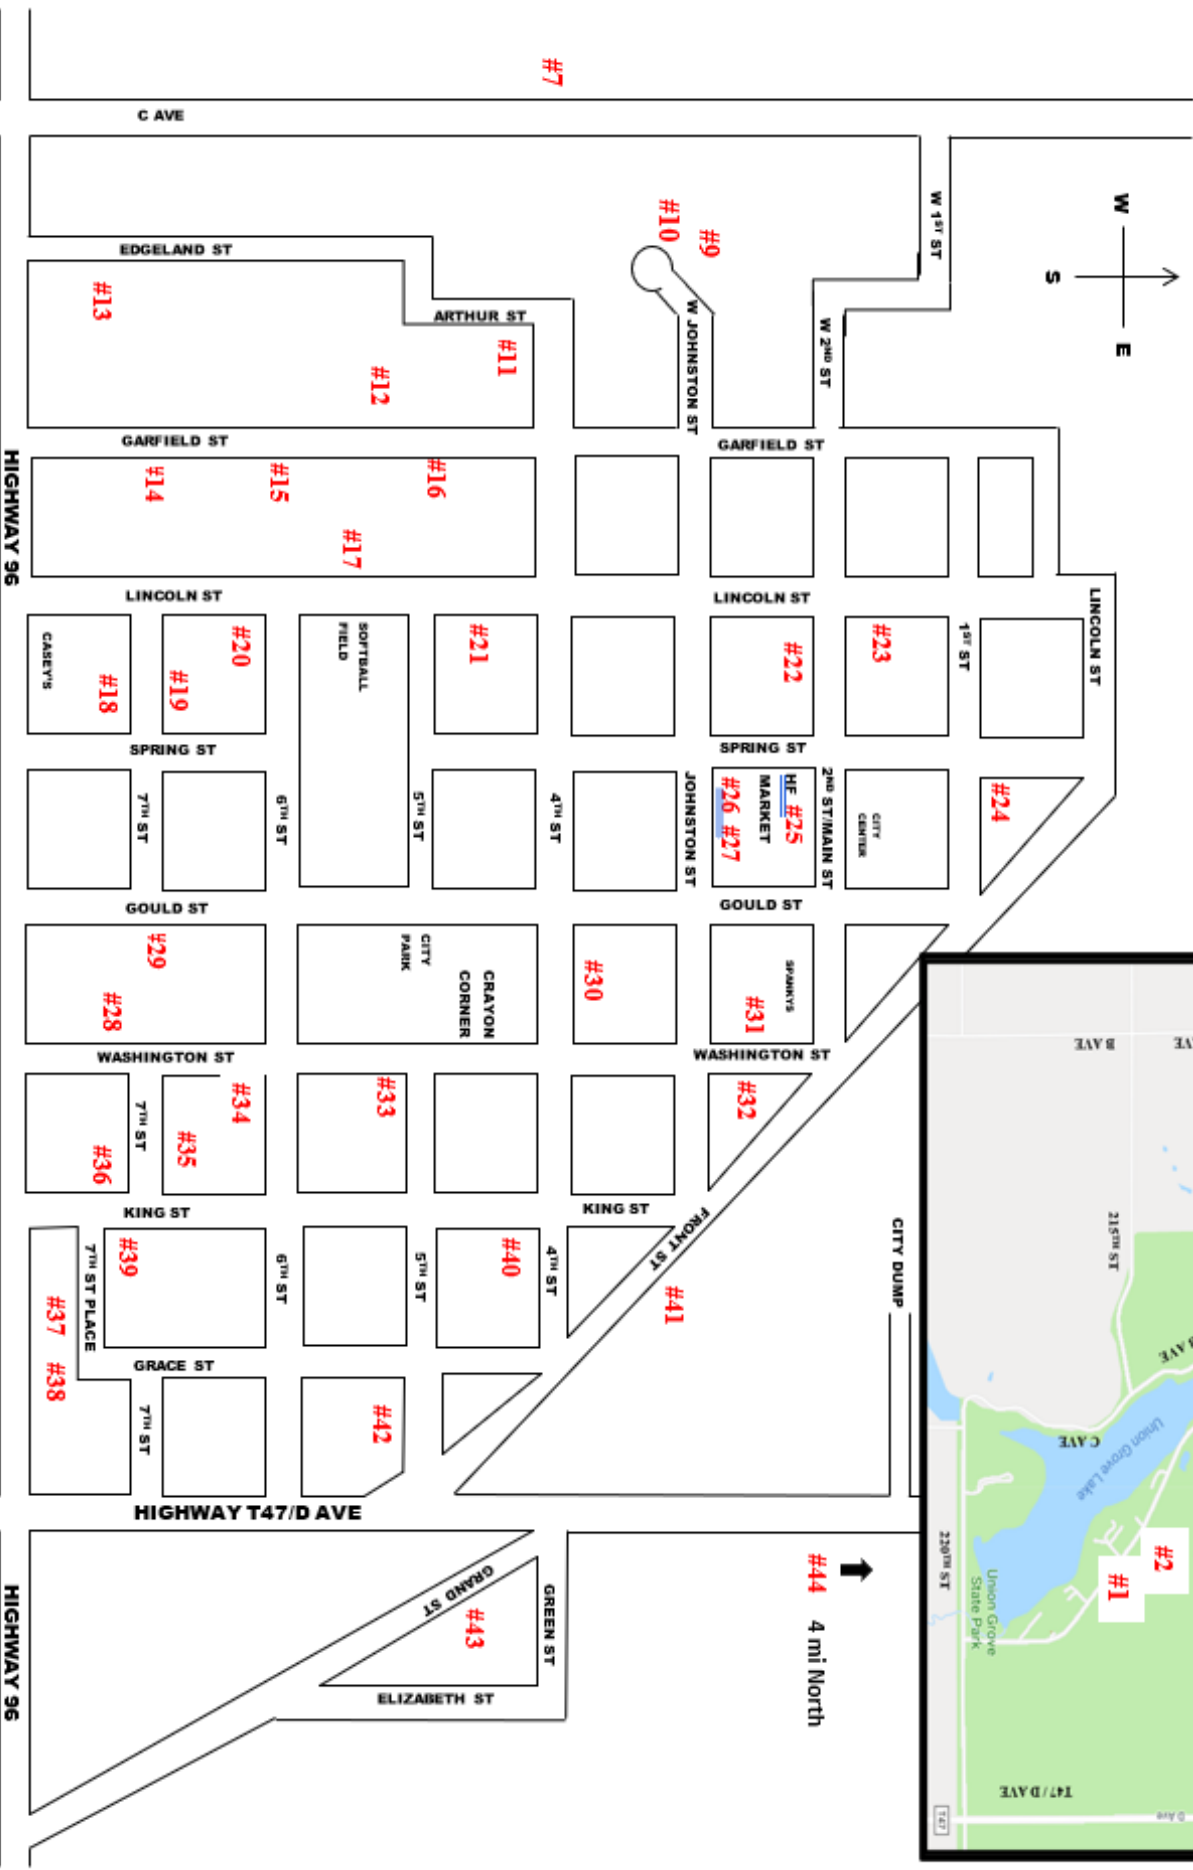 #7
C AVE
W
S
E
W 1ST ST
#10
#9
EDGELAND ST
#13
ARTHUR ST
#11
#12
W JOHNSTON ST
W 2ND ST
GARFIELD ST
GARFIELD ST
HIGHWAY 96
#14
#15
#16
#17
LINCOLN ST
LINCOLN ST
LINCOLN ST
CASEY'S
#18
#19
#20
SOFTBALL
FIELD
#21
#22
#23
1ST ST
SPRING ST
SPRING ST
7TH ST
6TH ST
5TH ST
4TH ST
JOHNSTON ST
#26 #27
HF #25
MARKET
2ND ST/MAIN ST
CITY
CENTER
#24
GOULD ST
GOULD ST
#29
#28
CITY
PARK
CRAYON
CORNER
#30
SPANKYS
#31
WASHINGTON ST
WASHINGTON ST
7TH ST
#34
#35
#36
#33
#32
KING ST
KING ST
FRONT ST
#41
CITY DUMP
7TH ST PLACE
#39
#37
#38
6TH ST
5TH ST
#40
4TH ST
GRACE ST
7TH ST
#42
HIGHWAY T47/D AVE
HIGHWAY 96
GRAND ST
#43
GREEN ST
ELIZABETH ST
#44 4 mi North
B AVE
215TH ST
B AVE
C AVE
Union Grove Lake
220TH ST
Union Grove
State Park
#2
#1
T47/D AVE
D Ave
T47